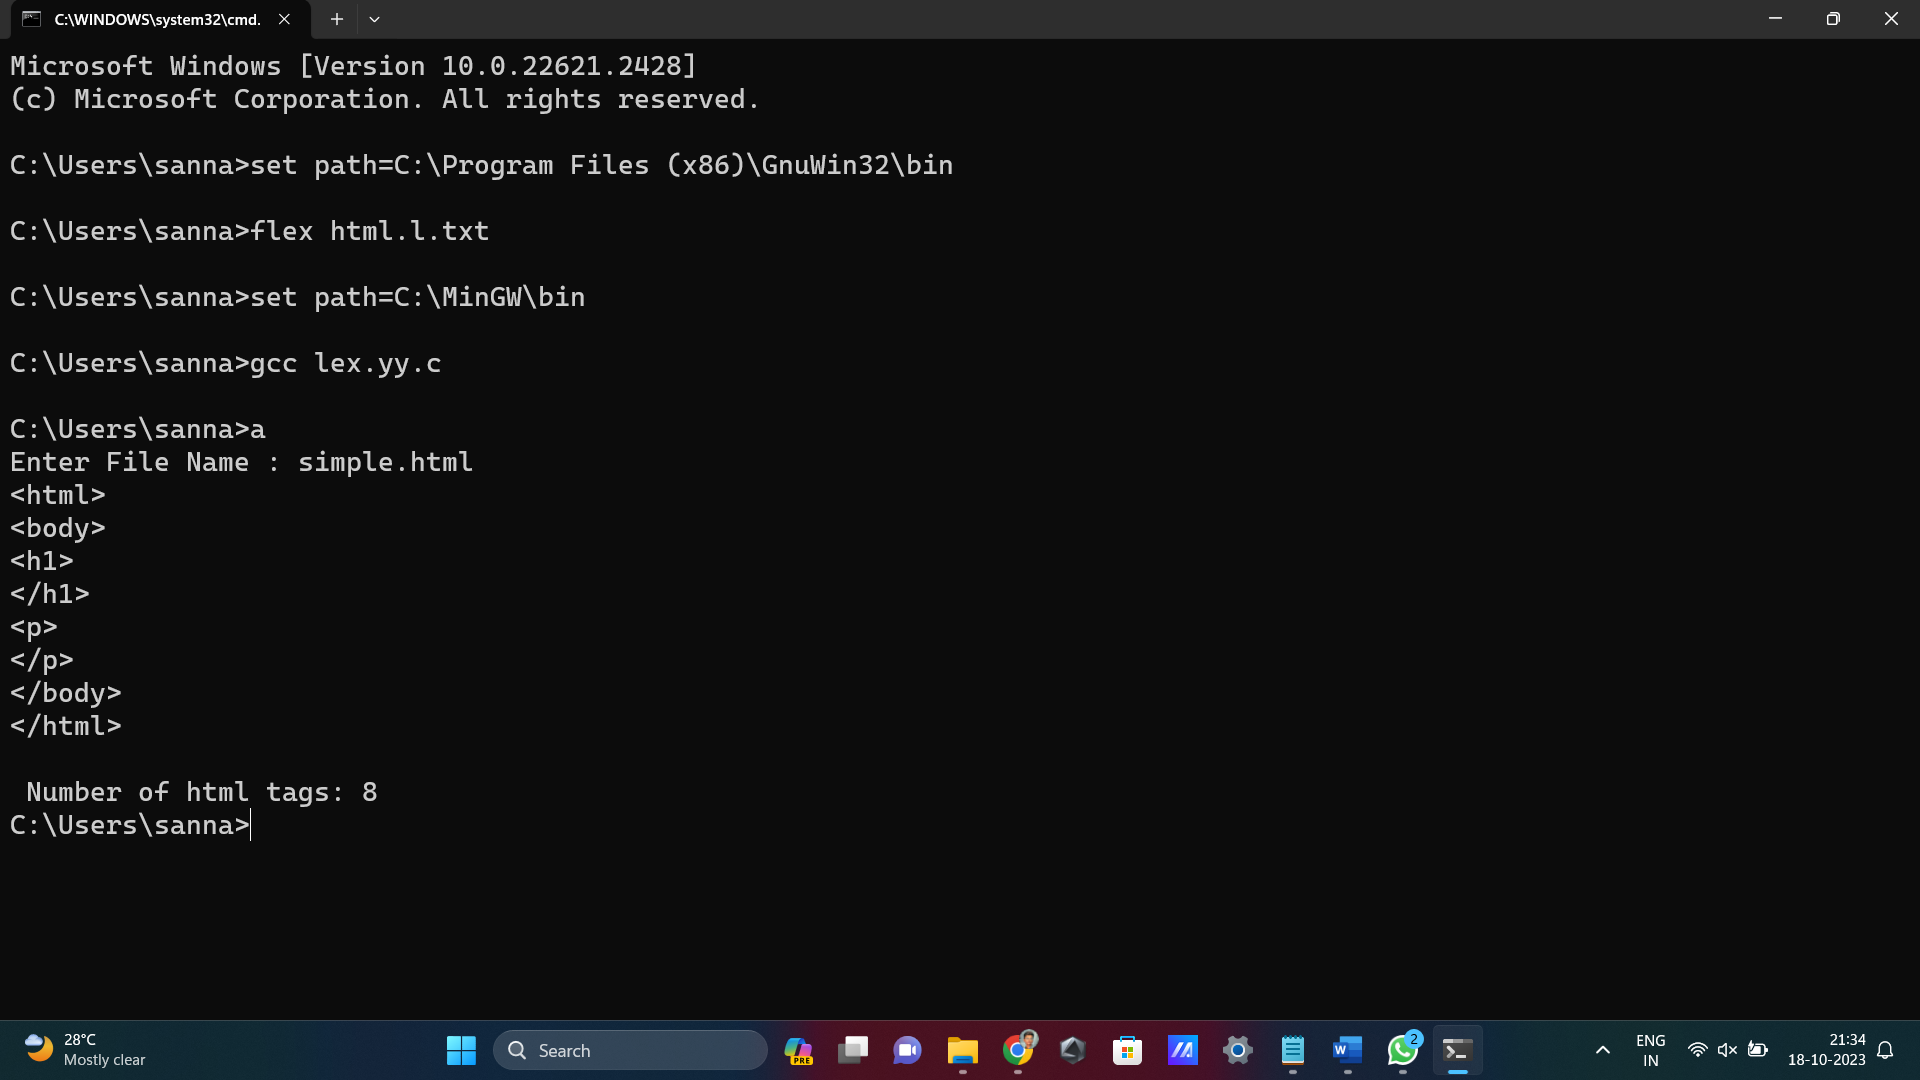 C:\WINDOWS\system32\cmd.
Microsoft Windows [Version 10.0.22621.2428]
(c) Microsoft Corporation. All rights reserved.
C:\Users\sanna>set path=C:\Program Files (x86)\GnuWin32\bin
C:\Users\sanna>flex html.l.txt
C:\Users\sanna>set path=C:\MinGW\bin
C:\Users\sanna>gcc lex.yy.c
C:\Users\sanna>a
Enter File Name : simple.html
<html>
<body>
<h1>
</h1>
<p>
</p>
</body>
</html>
Number of html tags: 8
C:\Users\sanna>
28°C
Mostly clear
Search
PRE
W
2
ENG
IN
21:34
18-10-2023